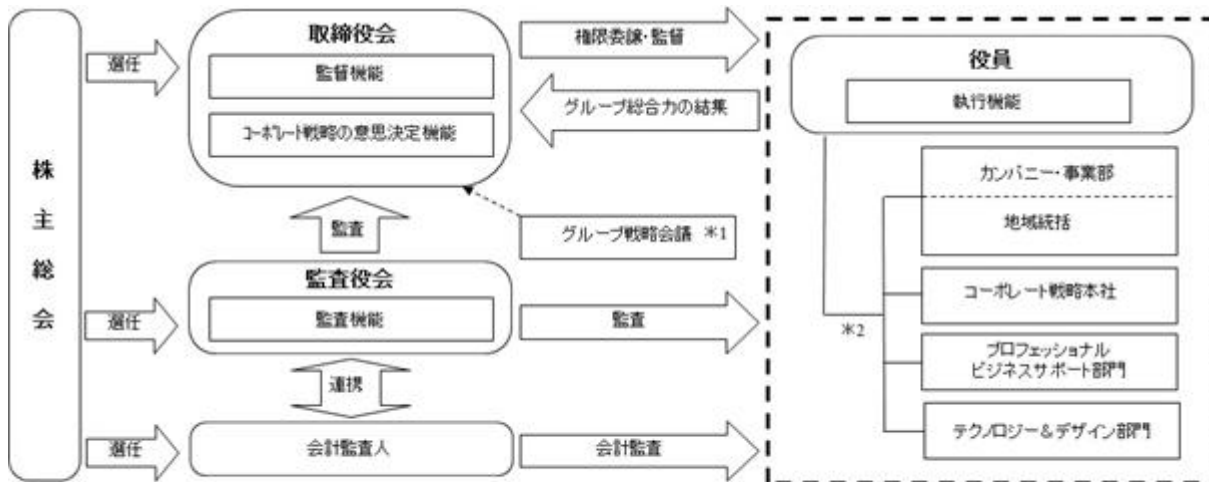 株主総会
選任
取締役会
監督機能
コーポレート戦略の意思決定機能
権限委譲・監督
グループ総合力の結集
役員
執行機能
カンパニー・事業部
地域統括
監査
グループ戦略会議 *1
選任
監査役会
監査機能
監査
コーポレート戦略本社
*2
プロフェッショナル
ビジネスサポート部門
連携
選任
会計監査人
会計監査
テクノロジー&デザイン部門